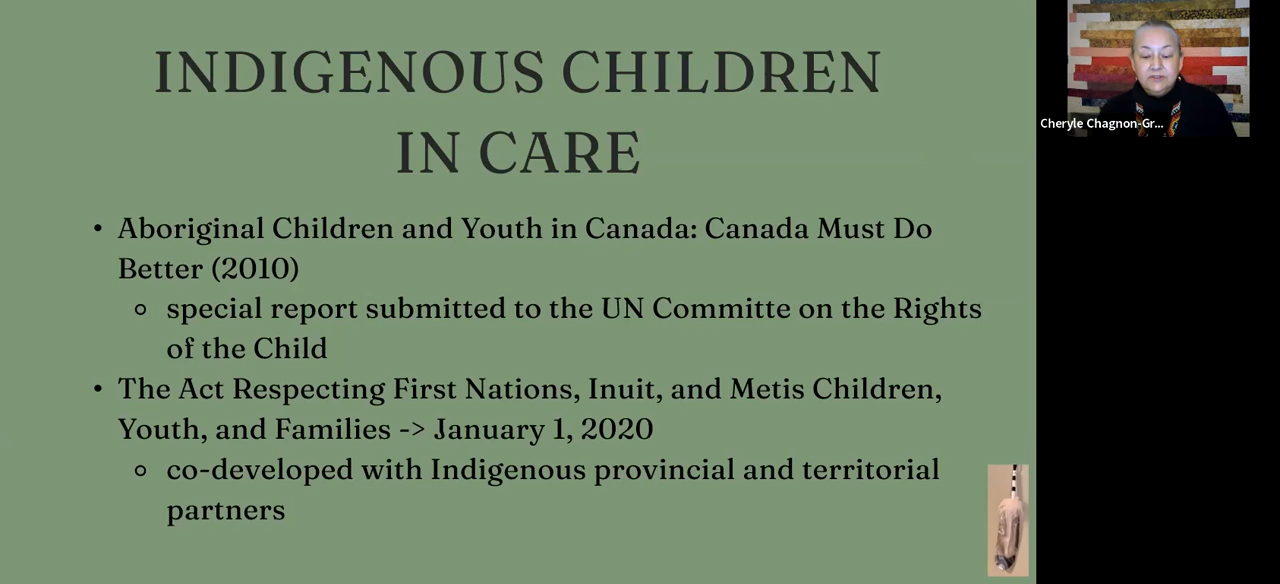 INDIGENOUS CHILDREN
IN CARE
• Aboriginal Children and Youth in Canada: Canada Must Do
Better (2010)
○ special report submitted to the UN Committe on the Rights
of the Child
• The Act Respecting First Nations, Inuit, and Metis Children,
Youth, and Families -> January 1, 2020
○ co-developed with Indigenous provincial and territorial
partners
Cheryle Chagnon-Gr...